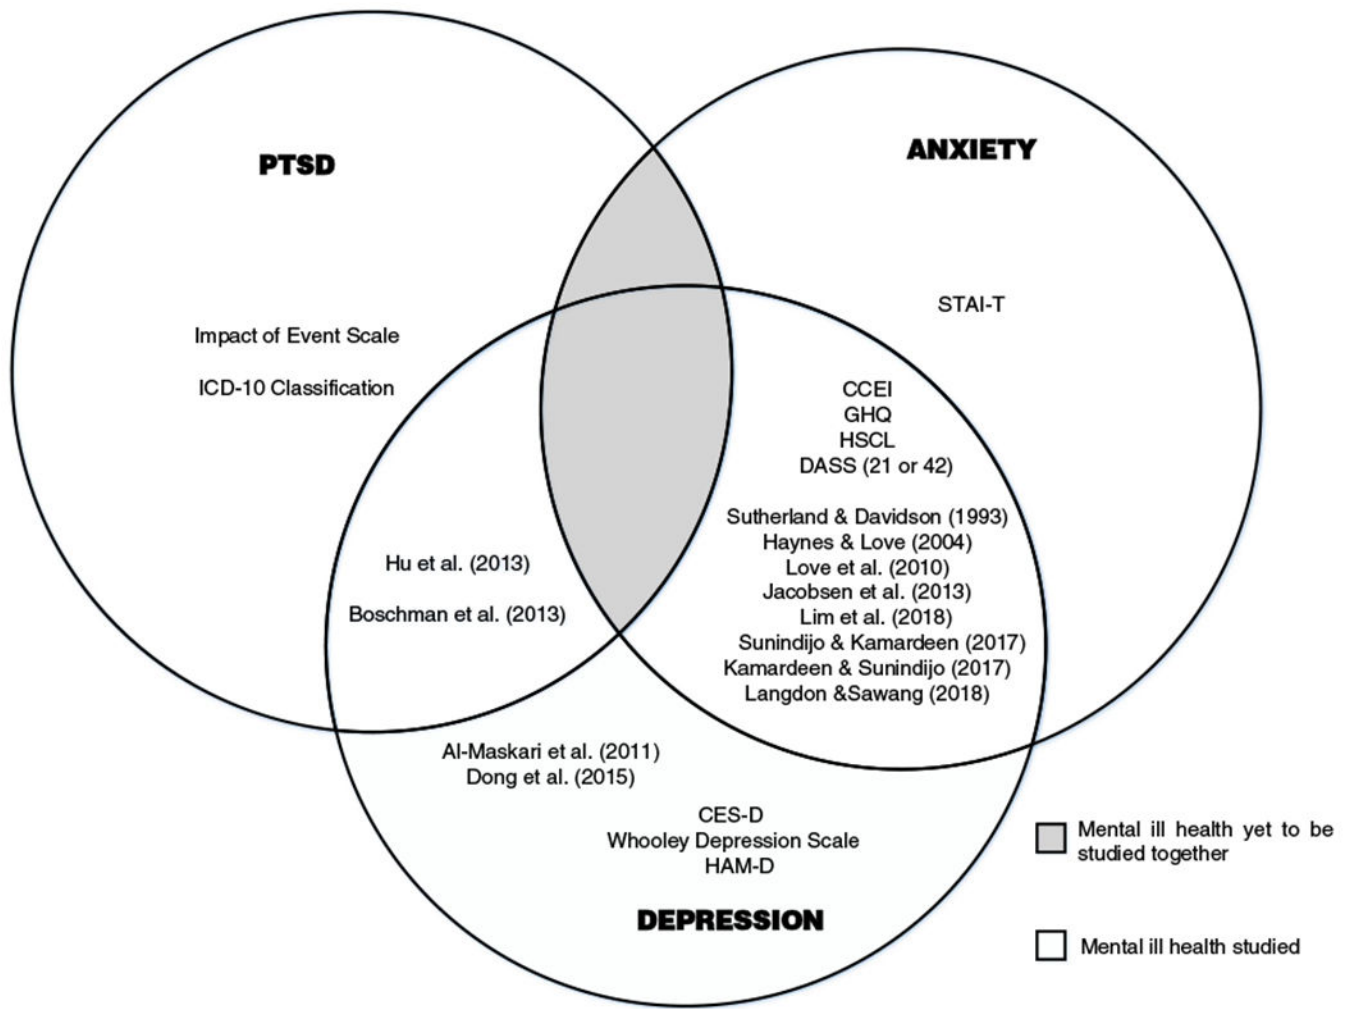 PTSD
ANXIETY
STAI-T
Impact of Event Scale
ICD-10 Classification
CCEI
GHQ
HSCL
DASS (21 or 42)
Sutherland & Davidson (1993)
Haynes & Love (2004)
Love et al. (2010)
Jacobsen et al. (2013)
Lim et al. (2018)
Sunindijo & Kamardeen (2017)
Kamardeen & Sunindijo (2017)
Langdon &Sawang (2018)
Hu et al. (2013)
Boschman et al. (2013)
Al-Maskari et al. (2011)
Dong et al. (2015)
CES-D
Whooley Depression Scale
HAM-D
DEPRESSION
Mental ill health yet to be
studied together
Mental ill health studied